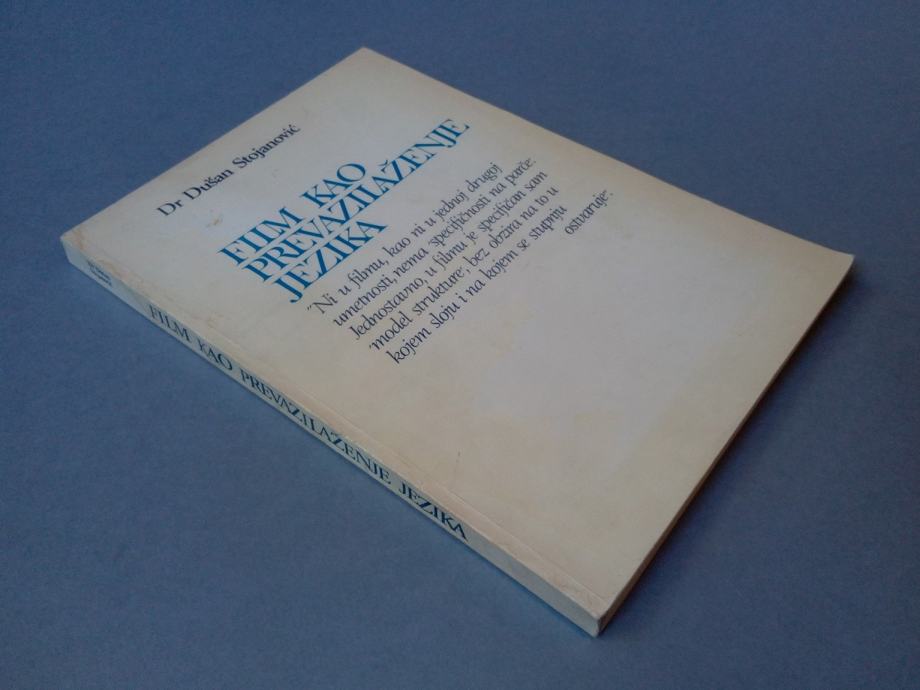 Dr Dušan Stojanović
FILM KAO
PREVAZILAŽENJE
JEZIKA
"Ni u filmu, kao ni u jednoj drugoj
umetnosti, nema 'specifičnosti na parče'.
Jednostavno, u filmu je specifičan sam
'model strukture', bez obzira na to u
kojem sloju i na kojem se stupnju
ostvaruje".
FILM KAO PREVAZILAŽENJE JEZIKA